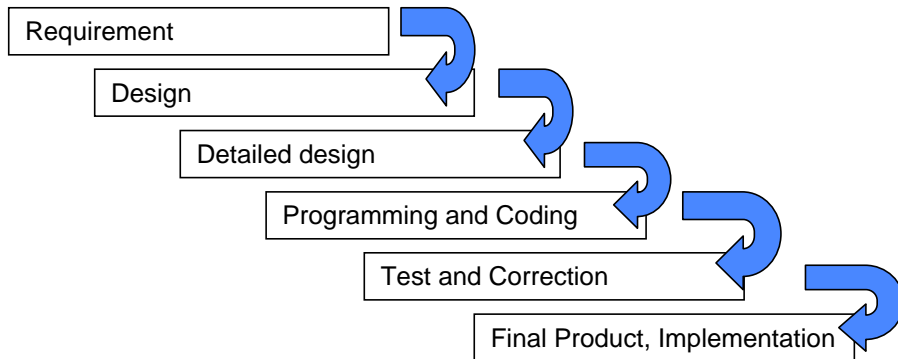 Requirement
Design
Detailed design
Programming and Coding
Test and Correction
Final Product, Implementation